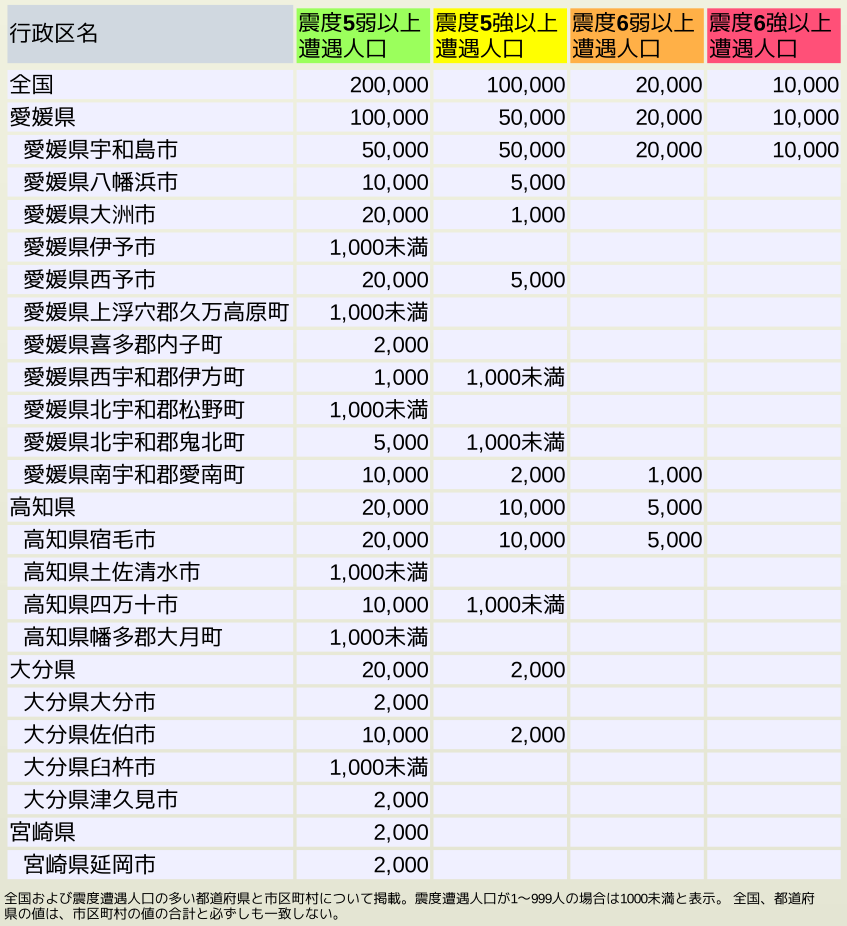 行政区名 震度5弱以上 震度5強以上 震度6弱以上 震度6強以上
遭遇人口 遭遇人口 遭遇人口 遭遇人口
全国 200,000 100,000 20,000 10,000
愛媛県 100,000 50,000 20,000 10,000
愛媛県宇和島市 50,000 50,000 20,000 10,000
愛媛県八幡浜市 10,000 5,000
愛媛県大洲市 20,000 1,000
愛媛県伊予市 1,000未満
愛媛県西予市 20,000 5,000
愛媛県上浮穴郡久万高原町 1,000未満
愛媛県喜多郡内子町 2,000
愛媛県西宇和郡伊方町 1,000 1,000未満
愛媛県北宇和郡松野町 1,000未満
愛媛県北宇和郡鬼北町 5,000 1,000未満
愛媛県南宇和郡愛南町 10,000 2,000 1,000
高知県 20,000 10,000 5,000
高知県宿毛市 20,000 10,000 5,000
高知県土佐清水市 1,000未満
高知県四万十市 10,000 1,000未満
高知県幡多郡大月町 1,000未満
大分県 20,000 2,000
大分県大分市 2,000
大分県佐伯市 10,000 2,000
大分県臼杵市 1,000未満
大分県津久見市 2,000
宮崎県 2,000
宮崎県延岡市 2,000
全国および震度遭遇人口の多い都道府県と市区町村について掲載。震度遭遇人口が1～999人の場合は1000未満と表示。 全国、都道府
県の値は、市区町村の値の合計と必ずしも一致しない。